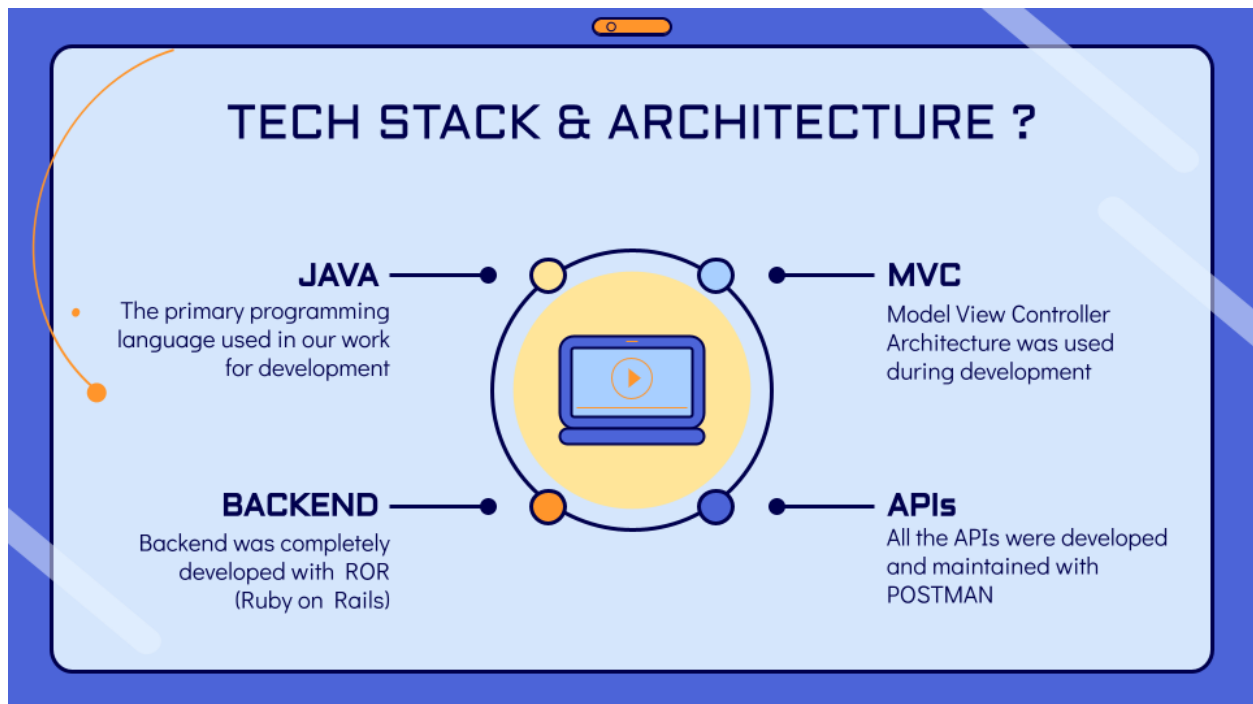 TECH STACK & ARCHITECTURE ?
JAVA
The primary programming
language used in our work
for development
MVC
Model View Controller
Architecture was used
during development
BACKEND
Backend was completely
developed with ROR
(Ruby on Rails)
APIs
All the APIs were developed
and maintained with
POSTMAN